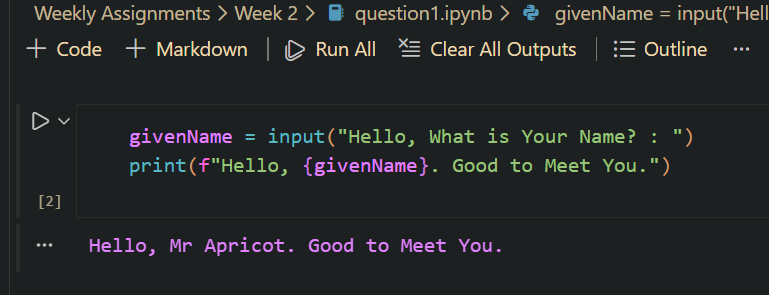 Weekly Assignments > Week 2 > question1.ipynb > givenName = input("Hell
+ Code + Markdown | Run All Clear All Outputs | Outline ...
givenName = input("Hello, What is Your Name? : ")
print(f"Hello, {givenName}. Good to Meet You.")
[2]
... Hello, Mr Apricot. Good to Meet You.